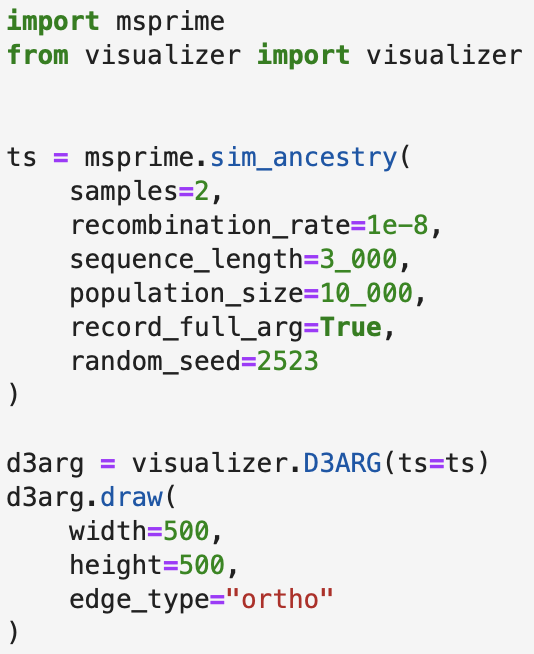 import msprime
from visualizer import visualizer
ts = msprime.sim_ancestry(
    samples=2,
    recombination_rate=1e-8,
    sequence_length=3_000,
    population_size=10_000,
    record_full_arg=True,
    random_seed=2523
)
d3arg = visualizer.D3ARG(ts=ts)
d3arg.draw(
    width=500,
    height=500,
    edge_type="ortho"
)